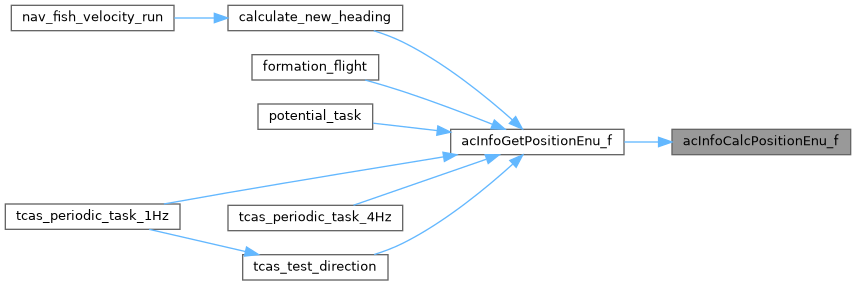 nav_fish_velocity_run
calculate_new_heading
formation_flight
potential_task
acInfoGetPositionEnu_f
acInfoCalcPositionEnu_f
tcas_periodic_task_1Hz
tcas_periodic_task_4Hz
tcas_test_direction